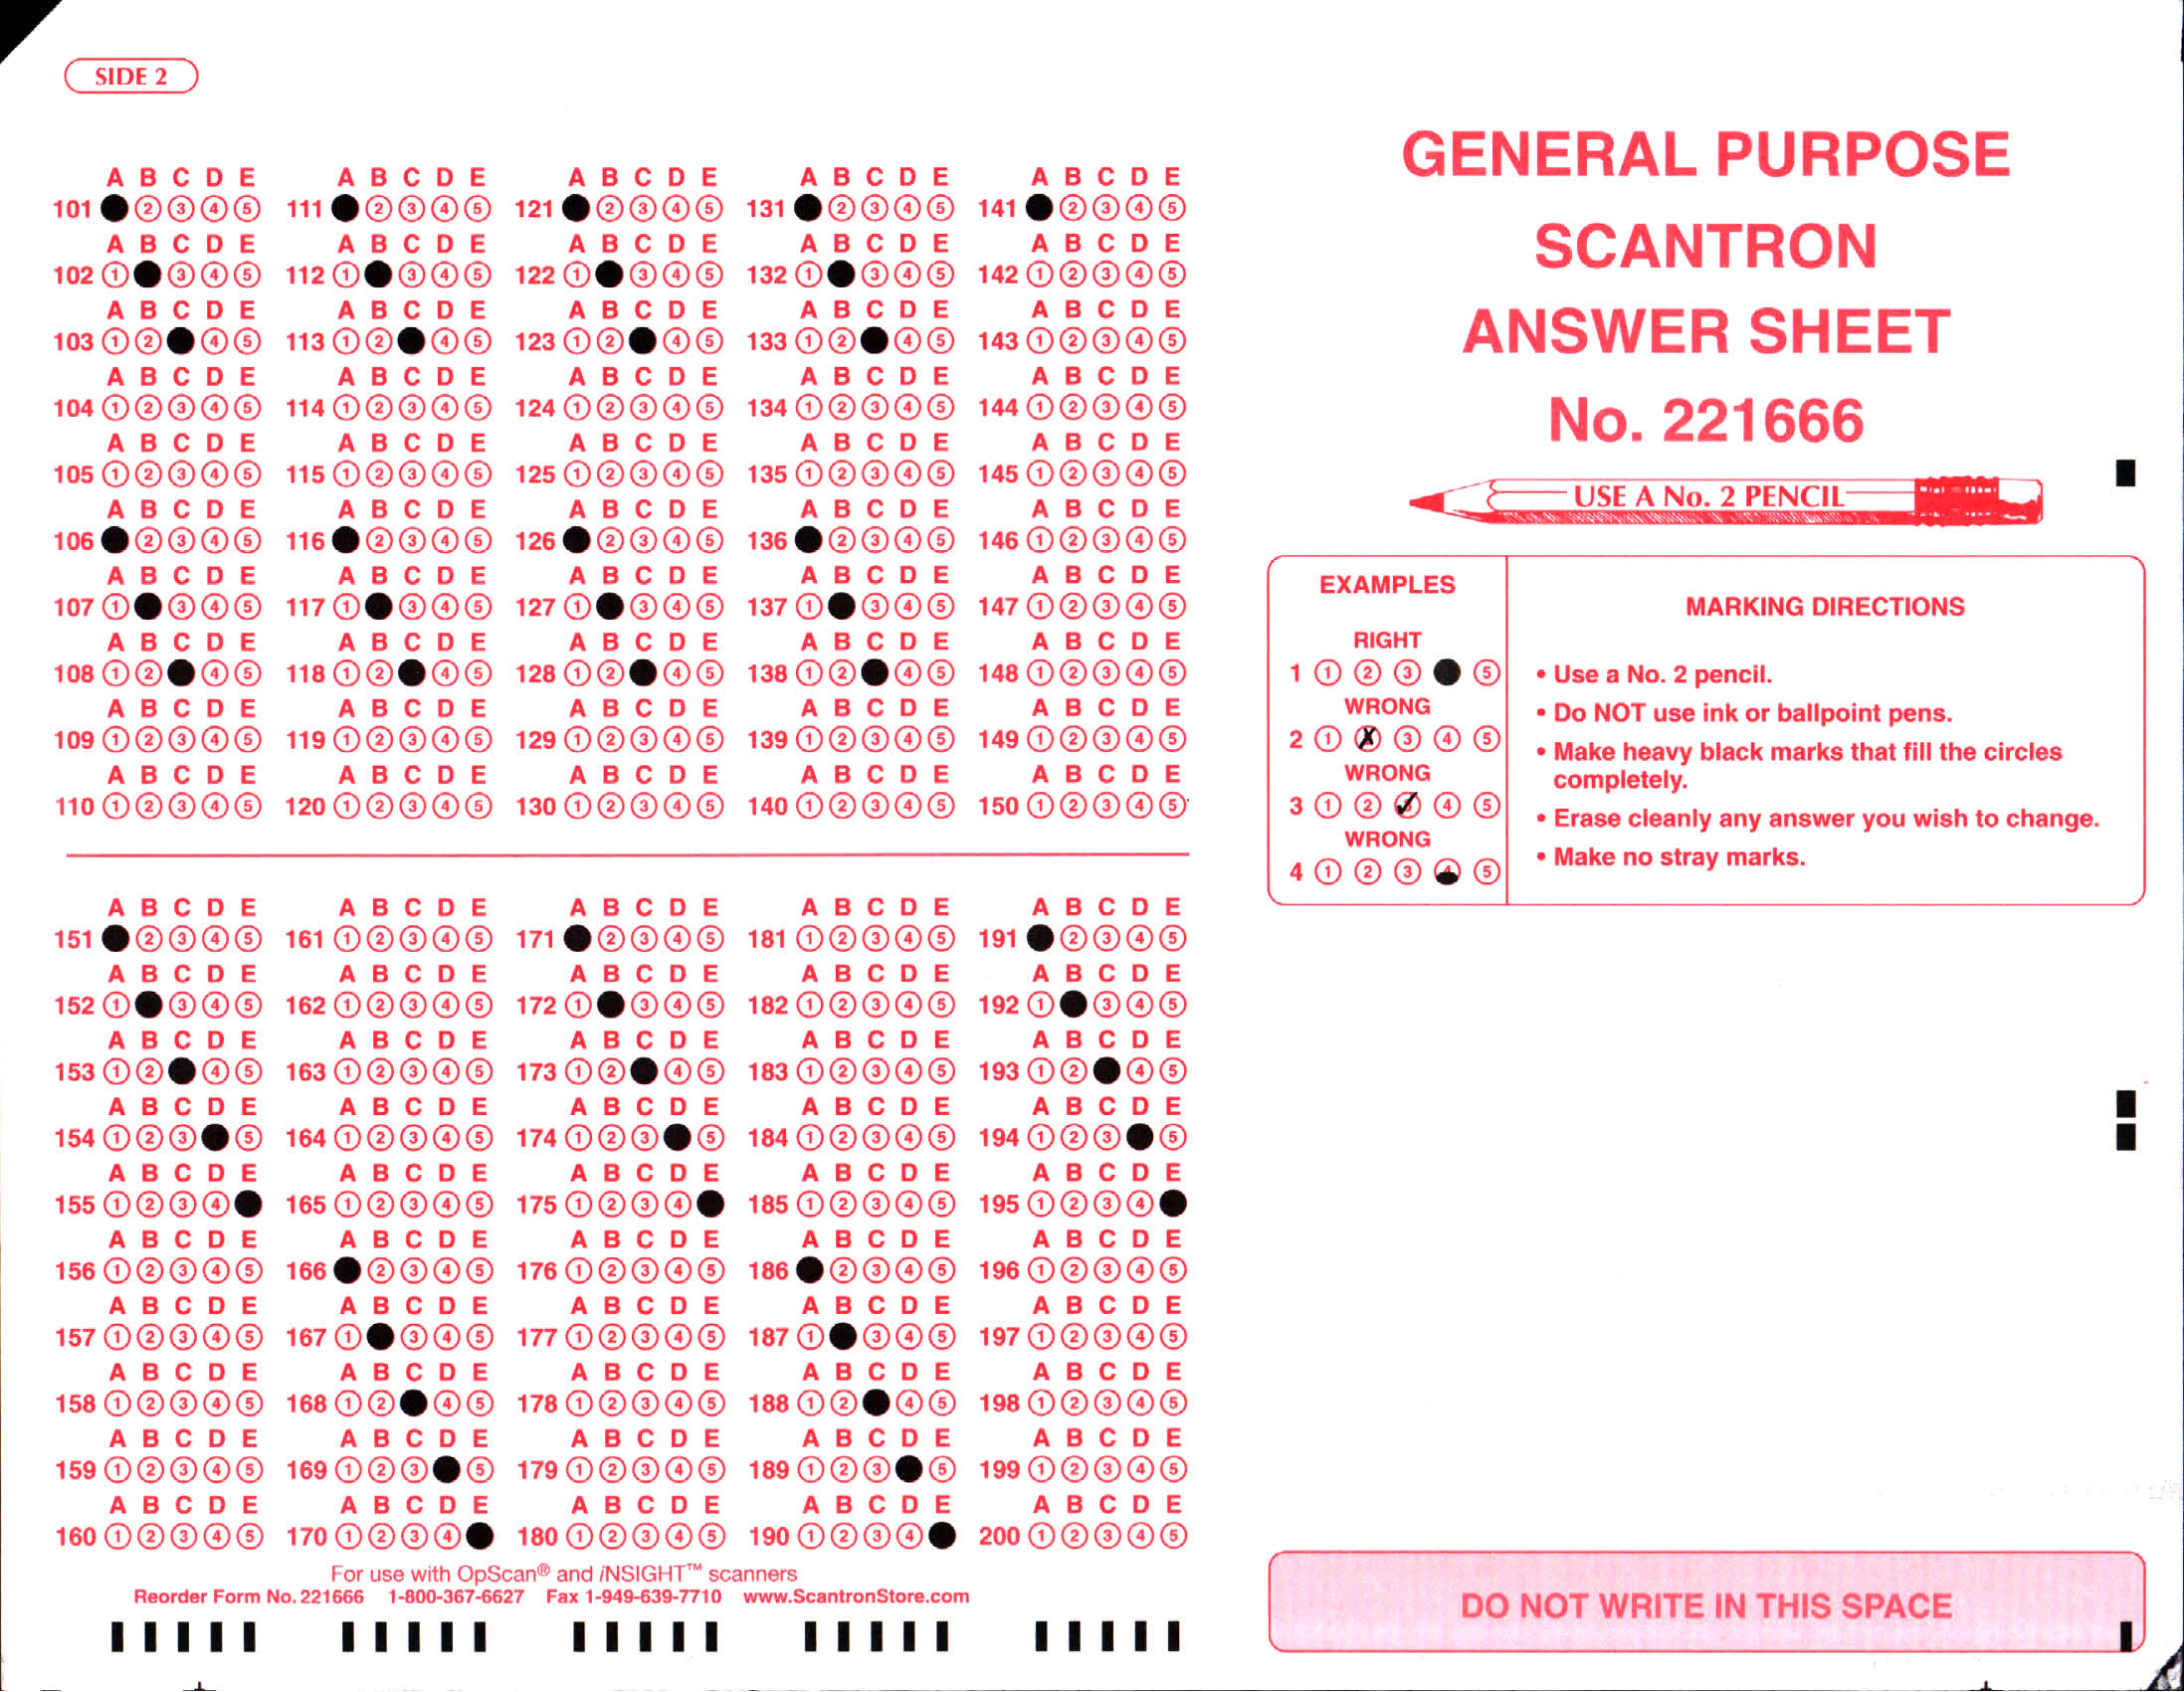 SIDE 2
A B C D E A B C D E A B C D E A B C D E A B C D E
101 ② ③ ④ ⑤ 111 ② ③ ④ ⑤ 121 ② ③ ④ ⑤ 131 ② ③ ④ ⑤ 141 ② ③ ④ ⑤
A B C D E A B C D E A B C D E A B C D E A B C D E
102 ① ③ ④ ⑤ 112 ① ③ ④ ⑤ 122 ① ③ ④ ⑤ 132 ① ③ ④ ⑤ 142 ① ② ③ ④ ⑤
A B C D E A B C D E A B C D E A B C D E A B C D E
103 ① ② ④ ⑤ 113 ① ② ④ ⑤ 123 ① ② ④ ⑤ 133 ① ② ④ ⑤ 143 ① ② ③ ④ ⑤
A B C D E A B C D E A B C D E A B C D E A B C D E
104 ① ② ③ ④ ⑤ 114 ① ② ③ ④ ⑤ 124 ① ② ③ ④ ⑤ 134 ① ② ③ ④ ⑤ 144 ① ② ③ ④ ⑤
A B C D E A B C D E A B C D E A B C D E A B C D E
105 ① ② ③ ④ ⑤ 115 ① ② ③ ④ ⑤ 125 ① ② ③ ④ ⑤ 135 ① ② ③ ④ ⑤ 145 ① ② ③ ④ ⑤
A B C D E A B C D E A B C D E A B C D E A B C D E
106 ② ③ ④ ⑤ 116 ② ③ ④ ⑤ 126 ② ③ ④ ⑤ 136 ② ③ ④ ⑤ 146 ① ② ③ ④ ⑤
A B C D E A B C D E A B C D E A B C D E A B C D E
107 ① ③ ④ ⑤ 117 ① ③ ④ ⑤ 127 ① ③ ④ ⑤ 137 ① ③ ④ ⑤ 147 ① ② ③ ④ ⑤
A B C D E A B C D E A B C D E A B C D E A B C D E
108 ① ② ④ ⑤ 118 ① ② ④ ⑤ 128 ① ② ④ ⑤ 138 ① ② ④ ⑤ 148 ① ② ③ ④ ⑤
A B C D E A B C D E A B C D E A B C D E A B C D E
109 ① ② ③ ④ ⑤ 119 ① ② ③ ④ ⑤ 129 ① ② ③ ④ ⑤ 139 ① ② ③ ④ ⑤ 149 ① ② ③ ④ ⑤
A B C D E A B C D E A B C D E A B C D E A B C D E
110 ① ② ③ ④ ⑤ 120 ① ② ③ ④ ⑤ 130 ① ② ③ ④ ⑤ 140 ① ② ③ ④ ⑤ 150 ① ② ③ ④ ⑤
A B C D E A B C D E A B C D E A B C D E A B C D E
151 ② ③ ④ ⑤ 161 ① ② ③ ④ ⑤ 171 ② ③ ④ ⑤ 181 ① ② ③ ④ ⑤ 191 ② ③ ④ ⑤
A B C D E A B C D E A B C D E A B C D E A B C D E
152 ① ③ ④ ⑤ 162 ① ② ③ ④ ⑤ 172 ① ③ ④ ⑤ 182 ① ② ③ ④ ⑤ 192 ① ③ ④ ⑤
A B C D E A B C D E A B C D E A B C D E A B C D E
153 ① ② ④ ⑤ 163 ① ② ③ ④ ⑤ 173 ① ② ④ ⑤ 183 ① ② ③ ④ ⑤ 193 ① ② ④ ⑤
A B C D E A B C D E A B C D E A B C D E A B C D E
154 ① ② ③ ⑤ 164 ① ② ③ ④ ⑤ 174 ① ② ③ ⑤ 184 ① ② ③ ④ ⑤ 194 ① ② ③ ⑤
A B C D E A B C D E A B C D E A B C D E A B C D E
155 ① ② ③ ④ 165 ① ② ③ ④ ⑤ 175 ① ② ③ ④ 185 ① ② ③ ④ ⑤ 195 ① ② ③ ④
A B C D E A B C D E A B C D E A B C D E A B C D E
156 ① ② ③ ④ ⑤ 166 ② ③ ④ ⑤ 176 ① ② ③ ④ ⑤ 186 ② ③ ④ ⑤ 196 ① ② ③ ④ ⑤
A B C D E A B C D E A B C D E A B C D E A B C D E
157 ① ② ③ ④ ⑤ 167 ① ③ ④ ⑤ 177 ① ② ③ ④ ⑤ 187 ① ③ ④ ⑤ 197 ① ② ③ ④ ⑤
A B C D E A B C D E A B C D E A B C D E A B C D E
158 ① ② ③ ④ ⑤ 168 ① ② ④ ⑤ 178 ① ② ③ ④ ⑤ 188 ① ② ④ ⑤ 198 ① ② ③ ④ ⑤
A B C D E A B C D E A B C D E A B C D E A B C D E
159 ① ② ③ ④ ⑤ 169 ① ② ③ ⑤ 179 ① ② ③ ④ ⑤ 189 ① ② ③ ⑤ 199 ① ② ③ ④ ⑤
A B C D E A B C D E A B C D E A B C D E A B C D E
160 ① ② ③ ④ ⑤ 170 ① ② ③ ④ 180 ① ② ③ ④ ⑤ 190 ① ② ③ ④ 200 ① ② ③ ④ ⑤
For use with OpScan® and iNSIGHT™ scanners
Reorder Form No. 221666 1-800-367-6627 Fax 1-949-639-7710 www.ScantronStore.com
GENERAL PURPOSE
SCANTRON
ANSWER SHEET
No. 221666
USE A No. 2 PENCIL
EXAMPLES
RIGHT
1 ① ② ③ ⑤
WRONG
2 ① ③ ④ ⑤
WRONG
3 ① ② ③ ④ ⑤
WRONG
4 ① ② ③ ④ ⑤
MARKING DIRECTIONS
• Use a No. 2 pencil.
• Do NOT use ink or ballpoint pens.
• Make heavy black marks that fill the circles
completely.
• Erase cleanly any answer you wish to change.
• Make no stray marks.
DO NOT WRITE IN THIS SPACE